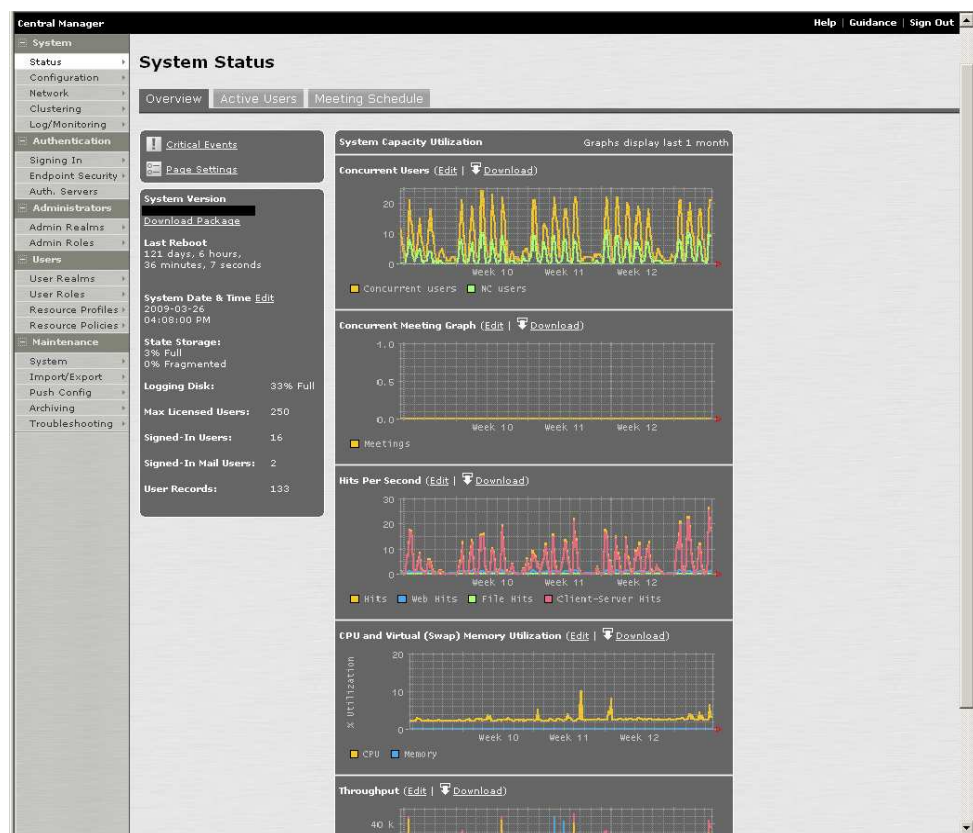 Central Manager
Help | Guidance | Sign Out
System
Status
Configuration
Network
Clustering
Log/Monitoring
Authentication
Signing In
Endpoint Security
Auth. Servers
Administrators
Admin Realms
Admin Roles
Users
User Realms
User Roles
Resource Profiles
Resource Policies
Maintenance
System
Import/Export
Push Config
Archiving
Troubleshooting
System Status
Overview Active Users Meeting Schedule
Critical Events
Page Settings
System Version
Download Package
Last Reboot
121 days, 6 hours,
36 minutes, 7 seconds
System Date & Time Edit
2009-03-26
04:08:00 PM
State Storage:
3% Full
0% Fragmented
Logging Disk: 33% Full
Max Licensed Users: 250
Signed-In Users: 16
Signed-In Mail Users: 2
User Records: 133
System Capacity Utilization Graphs display last 1 month
Concurrent Users (Edit | Download)
20
10
0
Week 10 Week 11 Week 12
Concurrent users NC users
Concurrent Meeting Graph (Edit | Download)
1.0
0.5
0.0
Week 10 Week 11 Week 12
Meetings
Hits Per Second (Edit | Download)
30
20
10
0
Week 10 Week 11 Week 12
Hits Web Hits File Hits Client-Server Hits
CPU and Virtual (Swap) Memory Utilization (Edit | Download)
% Utilization
20
10
0
Week 10 Week 11 Week 12
CPU Memory
Throughput (Edit | Download)
40 k